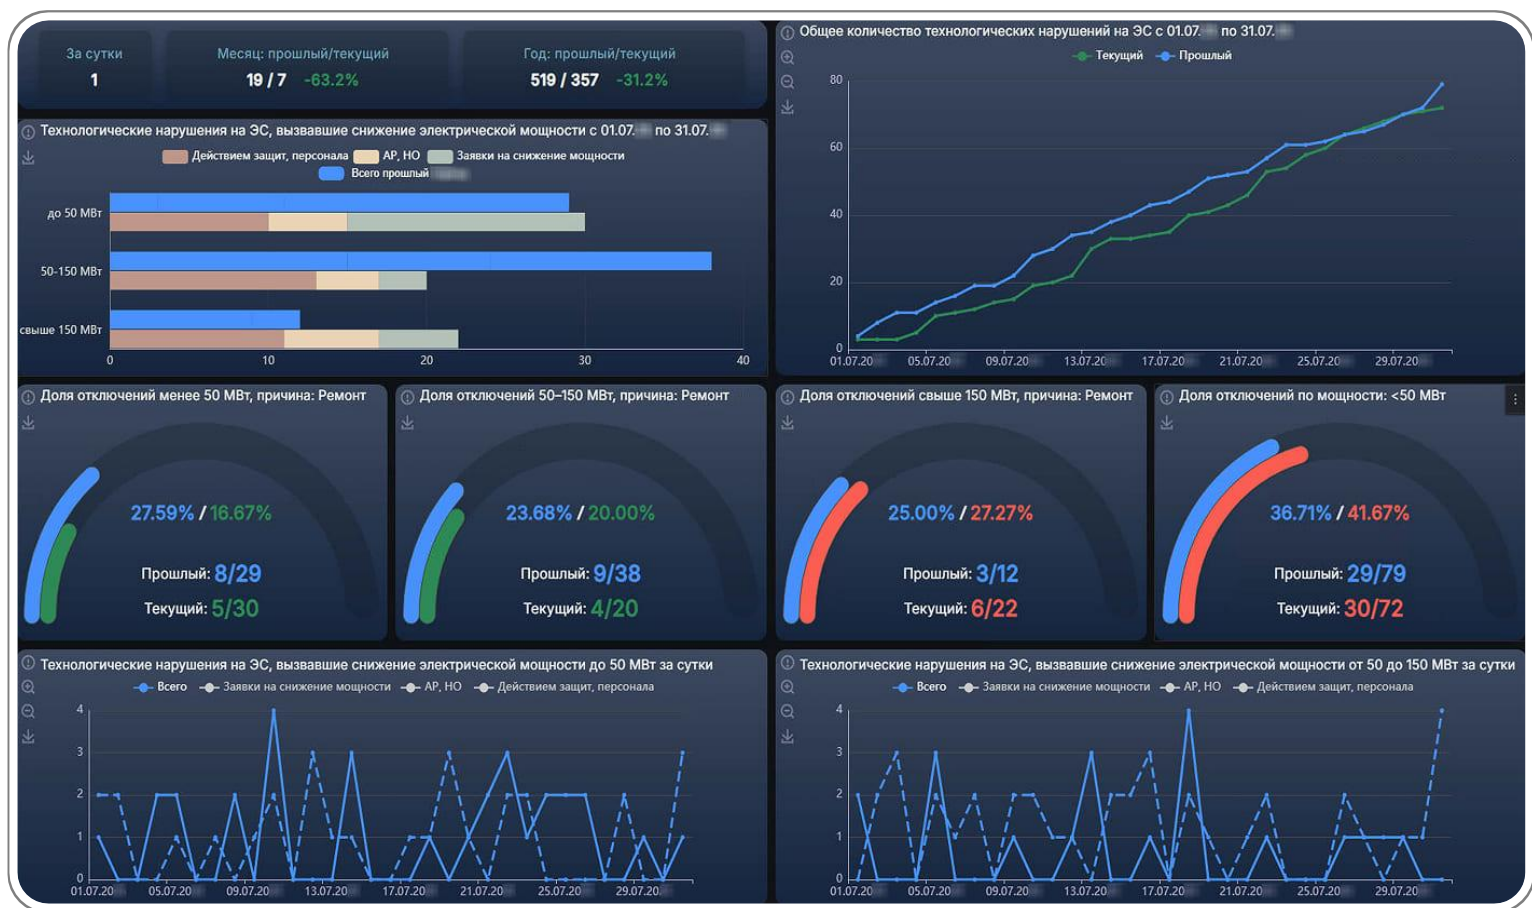 За сутки
1
Месяц: прошлый/текущий
19 / 7 -63.2%
Год: прошлый/текущий
519 / 357 -31.2%
Технологические нарушения на ЭС, вызвавшие снижение электрической мощности с 01.07. по 31.07.
Действием защит, персонала АР, НО Заявки на снижение мощности
Всего прошлый
до 50 МВт
50-150 МВт
свыше 150 МВт
0 10 20 30 40
Общее количество технологических нарушений на ЭС с 01.07. по 31.07.
Текущий Прошлый
80
60
40
20
0
01.07.20 05.07.20 09.07.20 13.07.20 17.07.20 21.07.20 25.07.20 29.07.20
Доля отключений менее 50 МВт, причина: Ремонт
27.59% / 16.67%
Прошлый: 8/29
Текущий: 5/30
Доля отключений 50–150 МВт, причина: Ремонт
23.68% / 20.00%
Прошлый: 9/38
Текущий: 4/20
Доля отключений свыше 150 МВт, причина: Ремонт
25.00% / 27.27%
Прошлый: 3/12
Текущий: 6/22
Доля отключений по мощности: <50 МВт
36.71% / 41.67%
Прошлый: 29/79
Текущий: 30/72
Технологические нарушения на ЭС, вызвавшие снижение электрической мощности до 50 МВт за сутки
Всего Заявки на снижение мощности АР, НО Действием защит, персонала
4
3
2
1
0
01.07.20 05.07.20 09.07.20 13.07.20 17.07.20 21.07.20 25.07.20 29.07.20
Технологические нарушения на ЭС, вызвавшие снижение электрической мощности от 50 до 150 МВт за сутки
Всего Заявки на снижение мощности АР, НО Действием защит, персонала
4
3
2
1
0
01.07.20 05.07.20 09.07.20 13.07.20 17.07.20 21.07.20 25.07.20 29.07.20